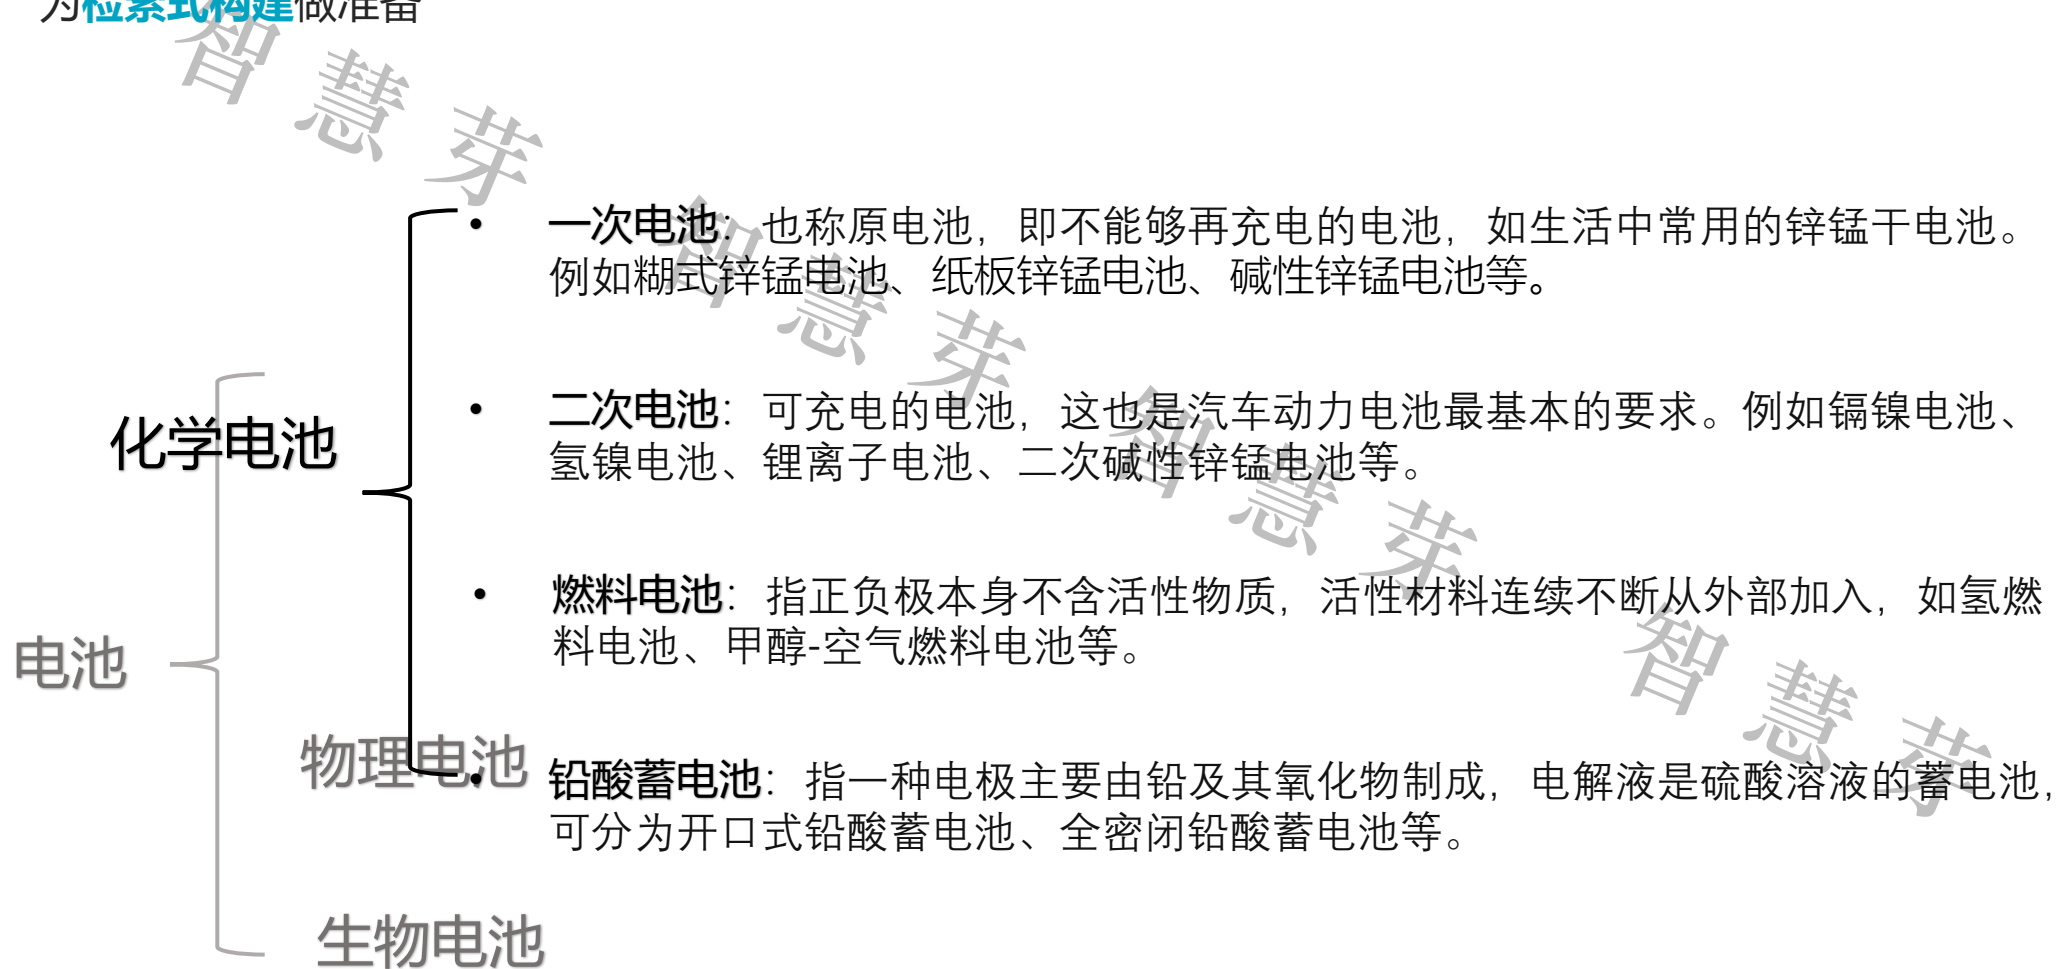 为检索式构建做准备
智慧芽
智慧芽
智慧芽
智慧芽
电池
化学电池
• 一次电池：也称原电池，即不能够再充电的电池，如生活中常用的锌锰干电池。
例如糊式锌锰电池、纸板锌锰电池、碱性锌锰电池等。
• 二次电池：可充电的电池，这也是汽车动力电池最基本的要求。例如镉镍电池、
氢镍电池、锂离子电池、二次碱性锌锰电池等。
• 燃料电池：指正负极本身不含活性物质，活性材料连续不断从外部加入，如氢燃
料电池、甲醇-空气燃料电池等。
• 铅酸蓄电池：指一种电极主要由铅及其氧化物制成，电解液是硫酸溶液的蓄电池，
可分为开口式铅酸蓄电池、全密闭铅酸蓄电池等。
物理电池
生物电池